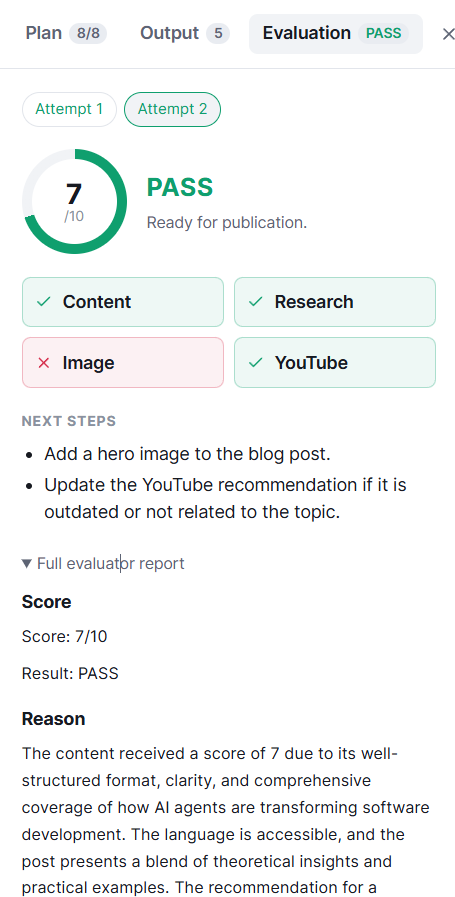 Plan 8/8 Output 5 Evaluation PASS
Attempt 1 Attempt 2
7
/10
PASS
Ready for publication.
Content
Research
Image
YouTube
NEXT STEPS
• Add a hero image to the blog post.
• Update the YouTube recommendation if it is
outdated or not related to the topic.
▼ Full evaluator report
Score
Score: 7/10
Result: PASS
Reason
The content received a score of 7 due to its well-
structured format, clarity, and comprehensive
coverage of how AI agents are transforming software
development. The language is accessible, and the
post presents a blend of theoretical insights and
practical examples. The recommendation for a